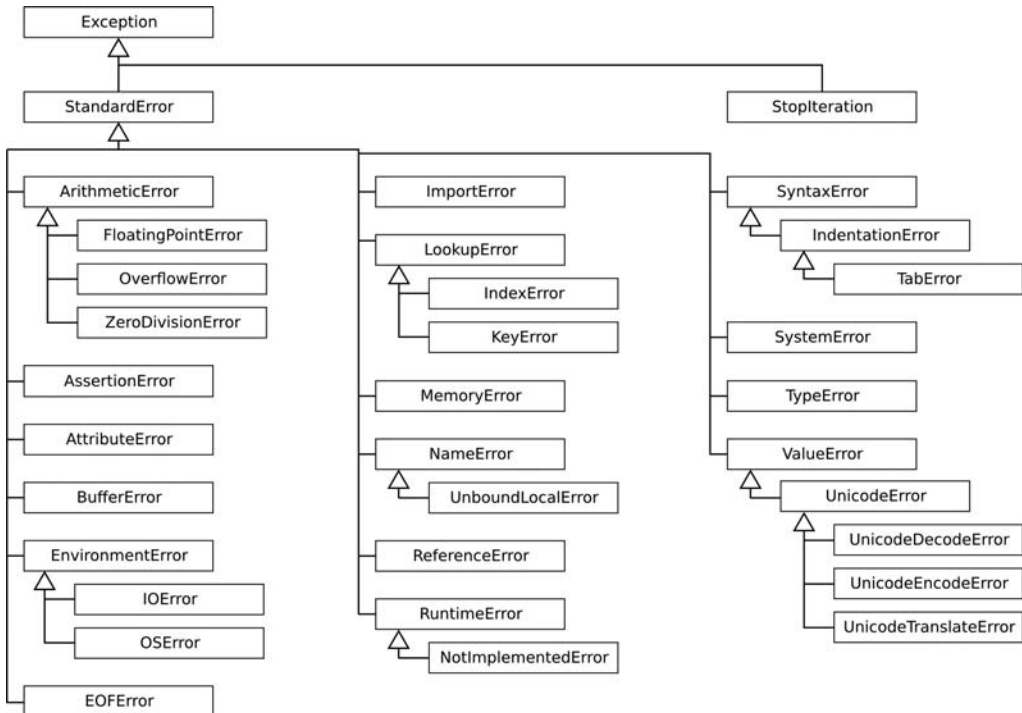 Exception
StandardError
StopIteration
ArithmeticError
FloatingPointError
OverflowError
ZeroDivisionError
AssertionError
AttributeError
BufferError
EnvironmentError
IOError
OSError
EOFError
ImportError
LookupError
IndexError
KeyError
MemoryError
NameError
UnboundLocalError
ReferenceError
RuntimeError
NotImplementedError
SyntaxError
IndentationError
TabError
SystemError
TypeError
ValueError
UnicodeError
UnicodeDecodeError
UnicodeEncodeError
UnicodeTranslateError